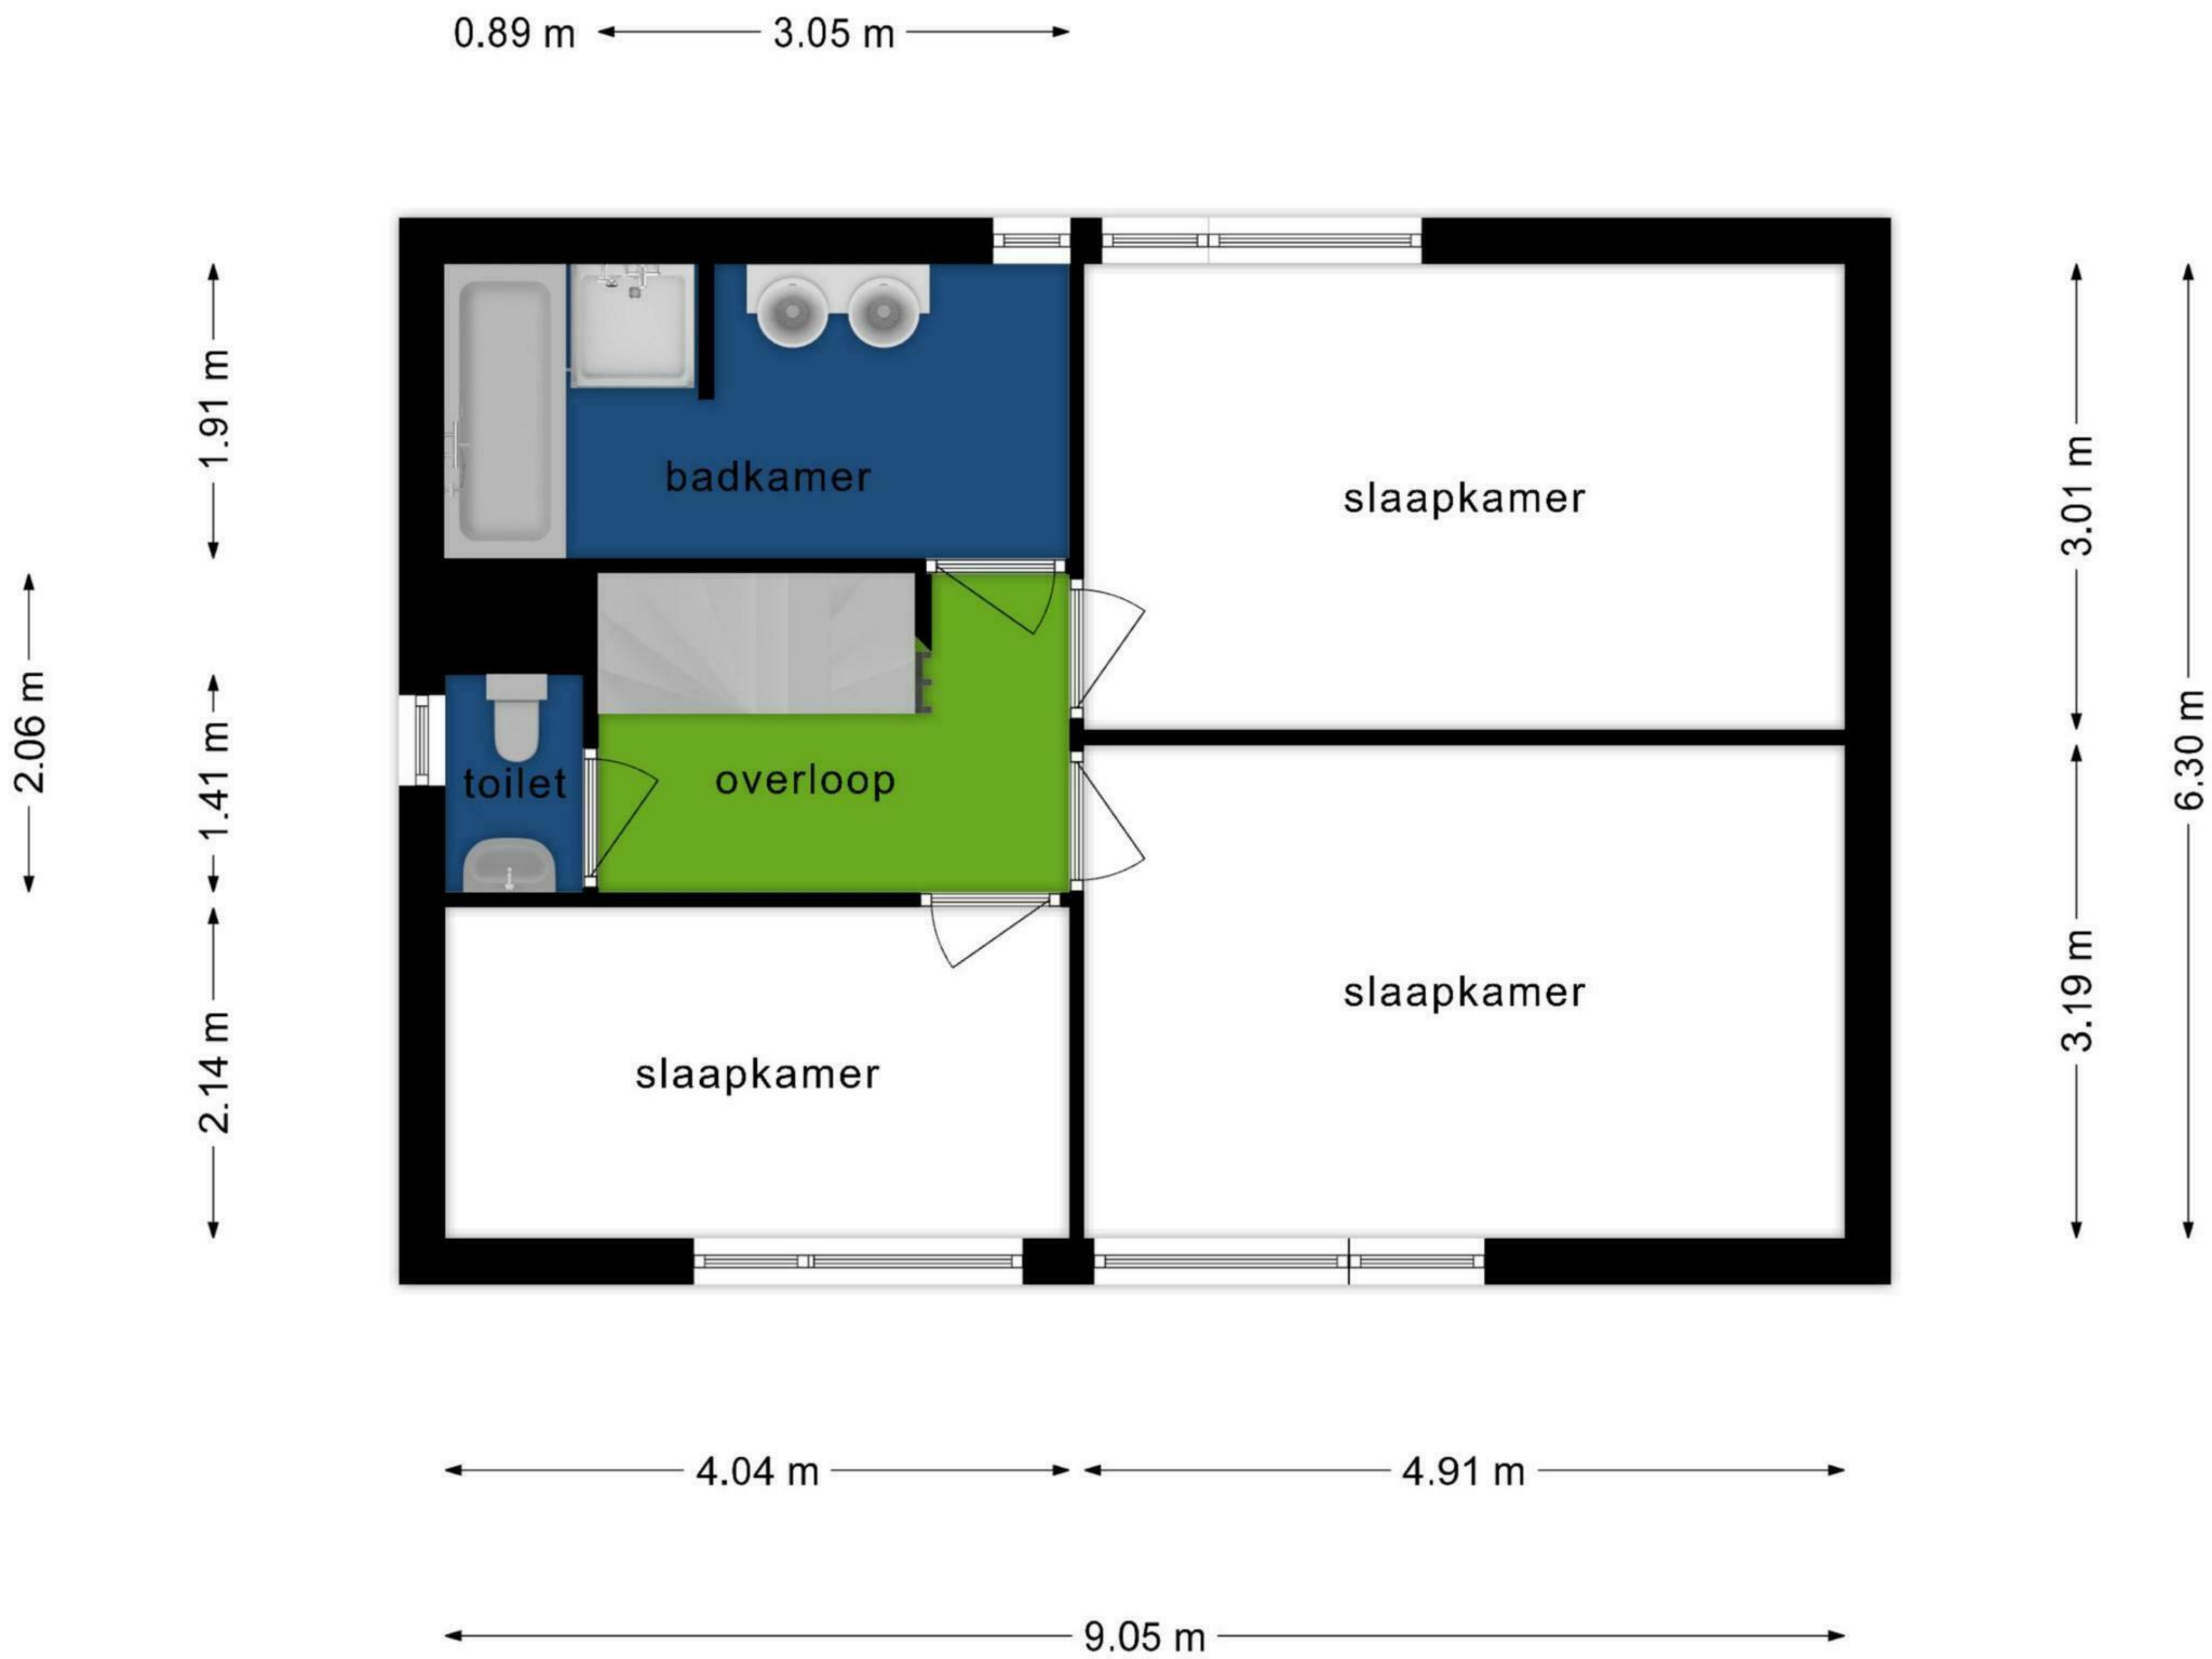 0.89 m
3.05 m
1.91 m
badkamer
slaapkamer
3.01 m
2.06 m
1.41 m
toilet
overloop
6.30 m
2.14 m
slaapkamer
slaapkamer
3.19 m
4.04 m
4.91 m
9.05 m